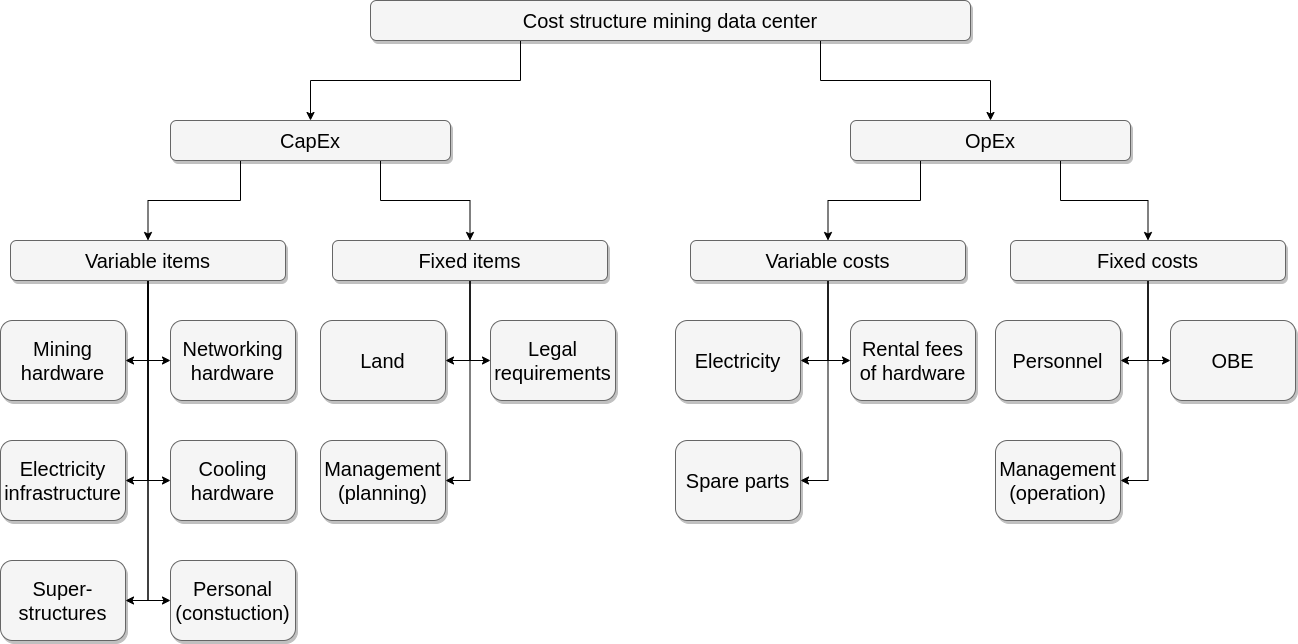 Cost structure mining data center
CapEx
OpEx
Variable items
Fixed items
Variable costs
Fixed costs
Mining
hardware
Networking
hardware
Land
Legal
requirements
Electricity
Rental fees
of hardware
Personnel
OBE
Electricity
infrastructure
Cooling
hardware
Management
(planning)
Spare parts
Management
(operation)
Super-
structures
Personal
(constuction)